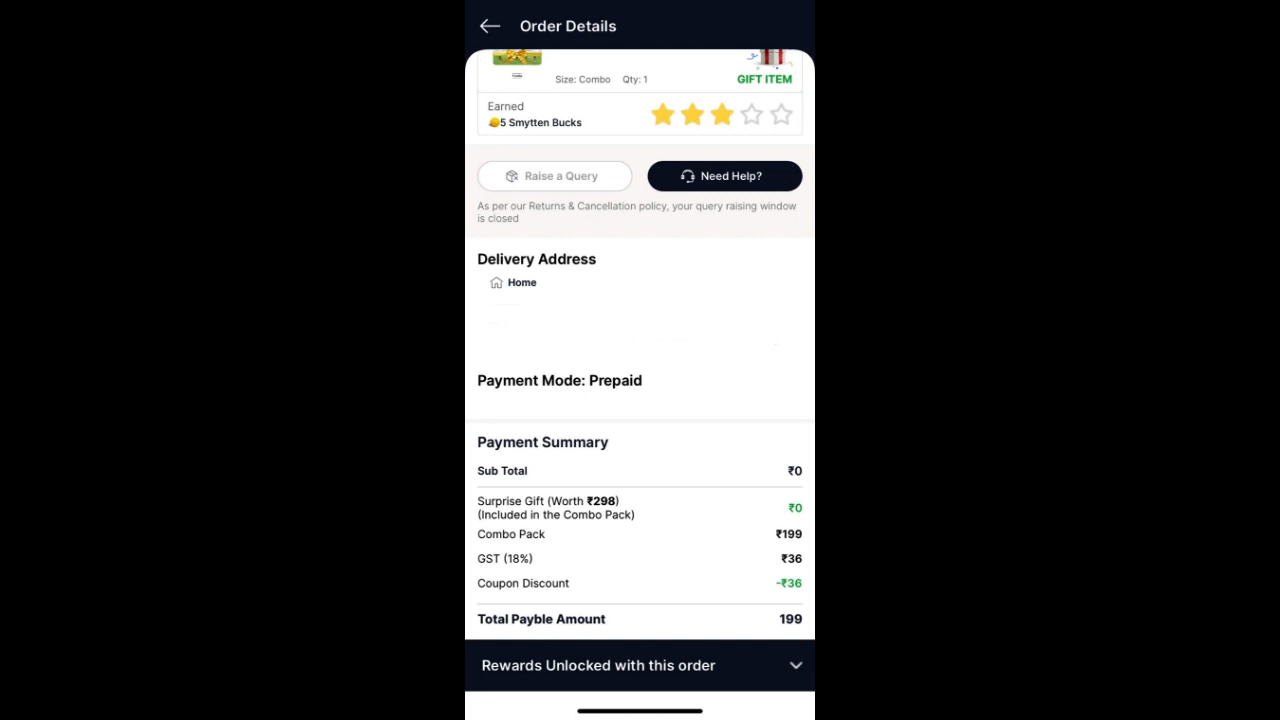 Order Details
Size: Combo Qty: 1
GIFT ITEM
Earned
5 Smytten Bucks
Raise a Query
Need Help?
As per our Returns & Cancellation policy, your query raising window
is closed
Delivery Address
Home
Payment Mode: Prepaid
Payment Summary
Sub Total ₹0
Surprise Gift (Worth ₹298)
(Included in the Combo Pack) ₹0
Combo Pack ₹199
GST (18%) ₹36
Coupon Discount -₹36
Total Payble Amount 199
Rewards Unlocked with this order